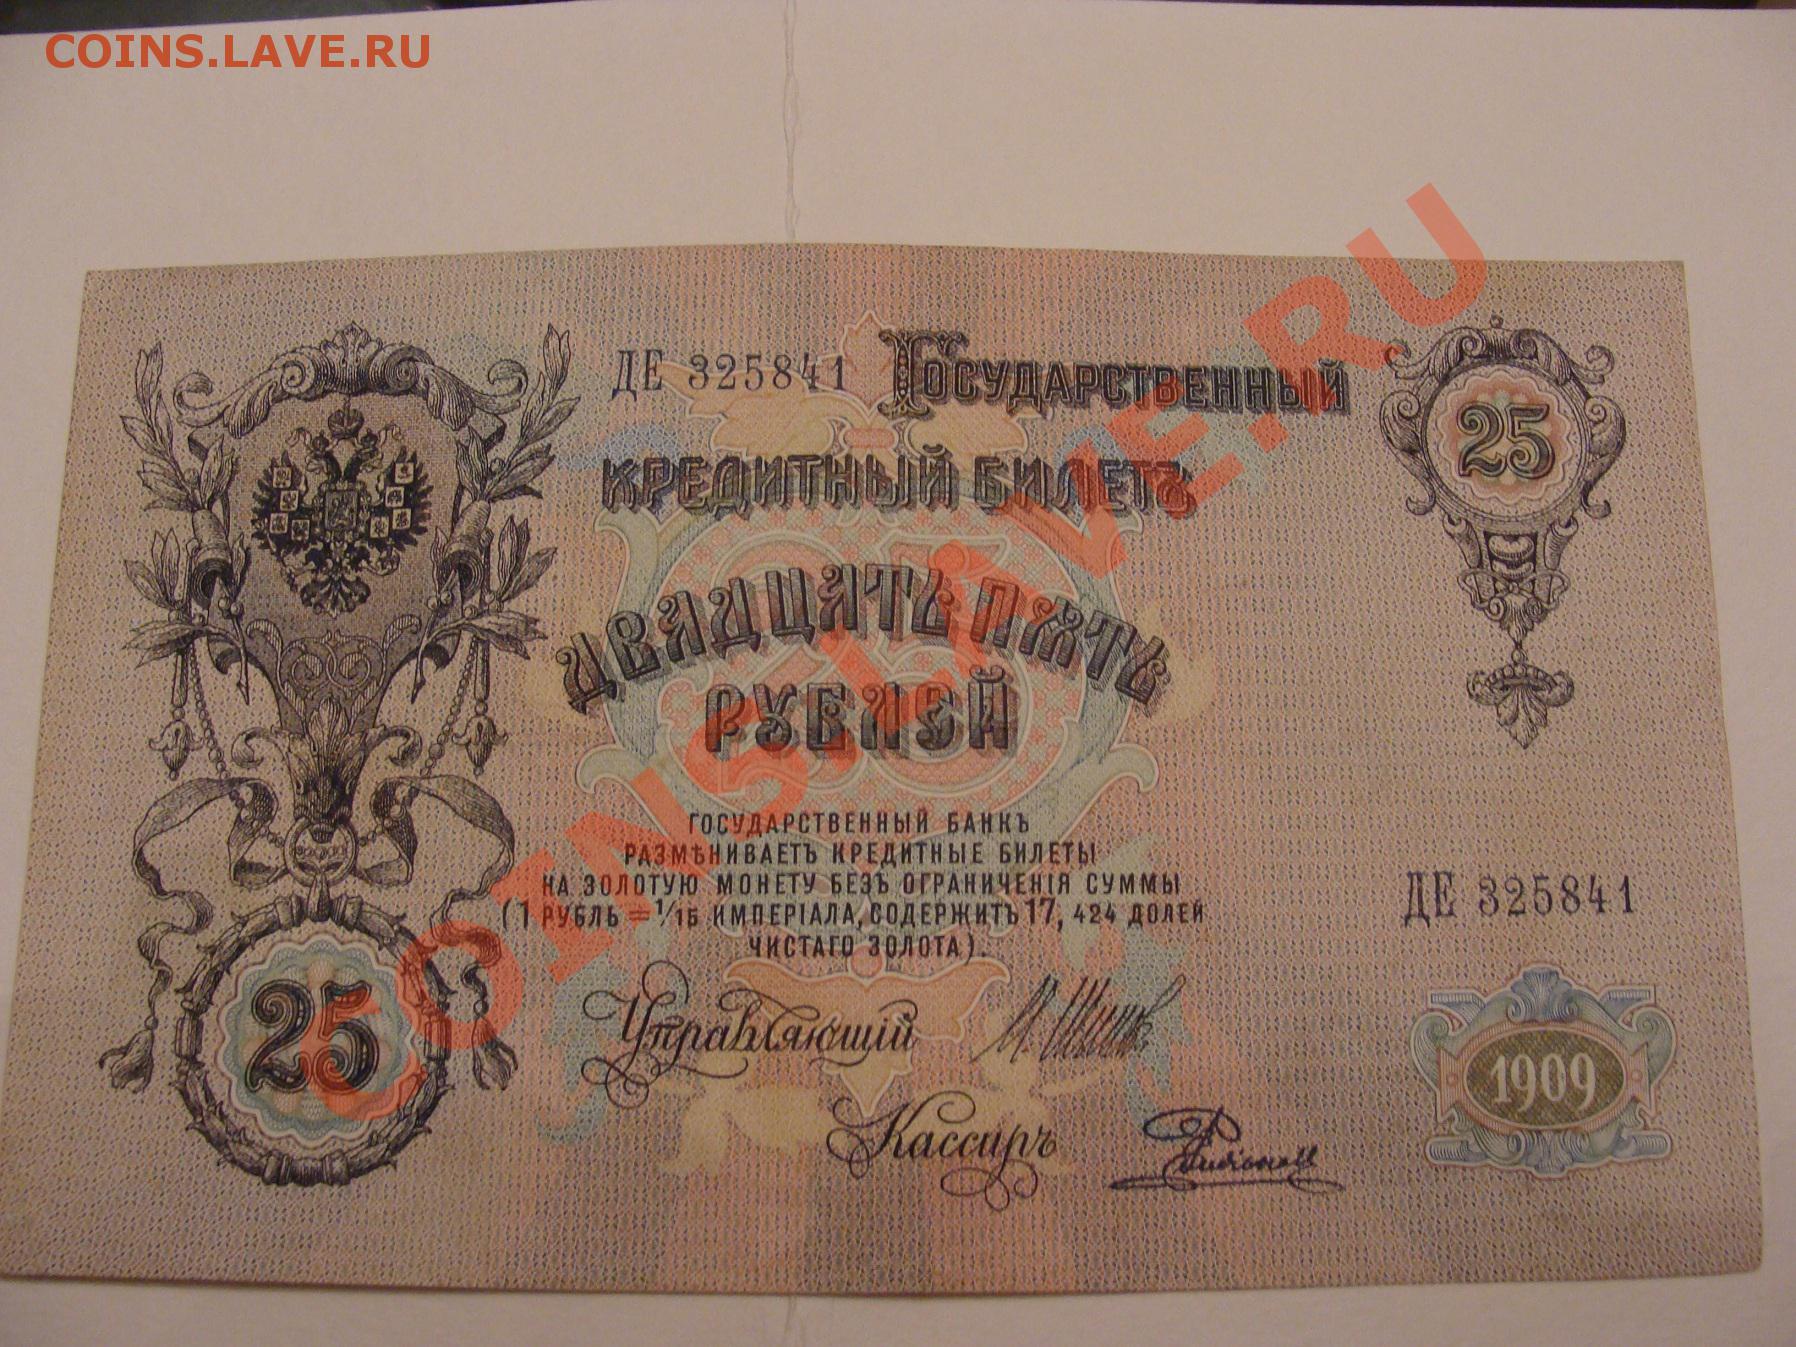 COINS.LAVE.RU
ДЕ 325841
Государственный
25
Кредитный Билетъ
Двадцать пять
рублей
Государственный банкъ
размѣниваетъ кредитные билеты
на золотую монету безъ ограниченія суммы
(1 рубль = 1/15 имперіала, содержитъ 17,424 долей
чистаго золота).
ДЕ 325841
25
Управляющій
1909
Кассиръ
COINS.LAVE.RU